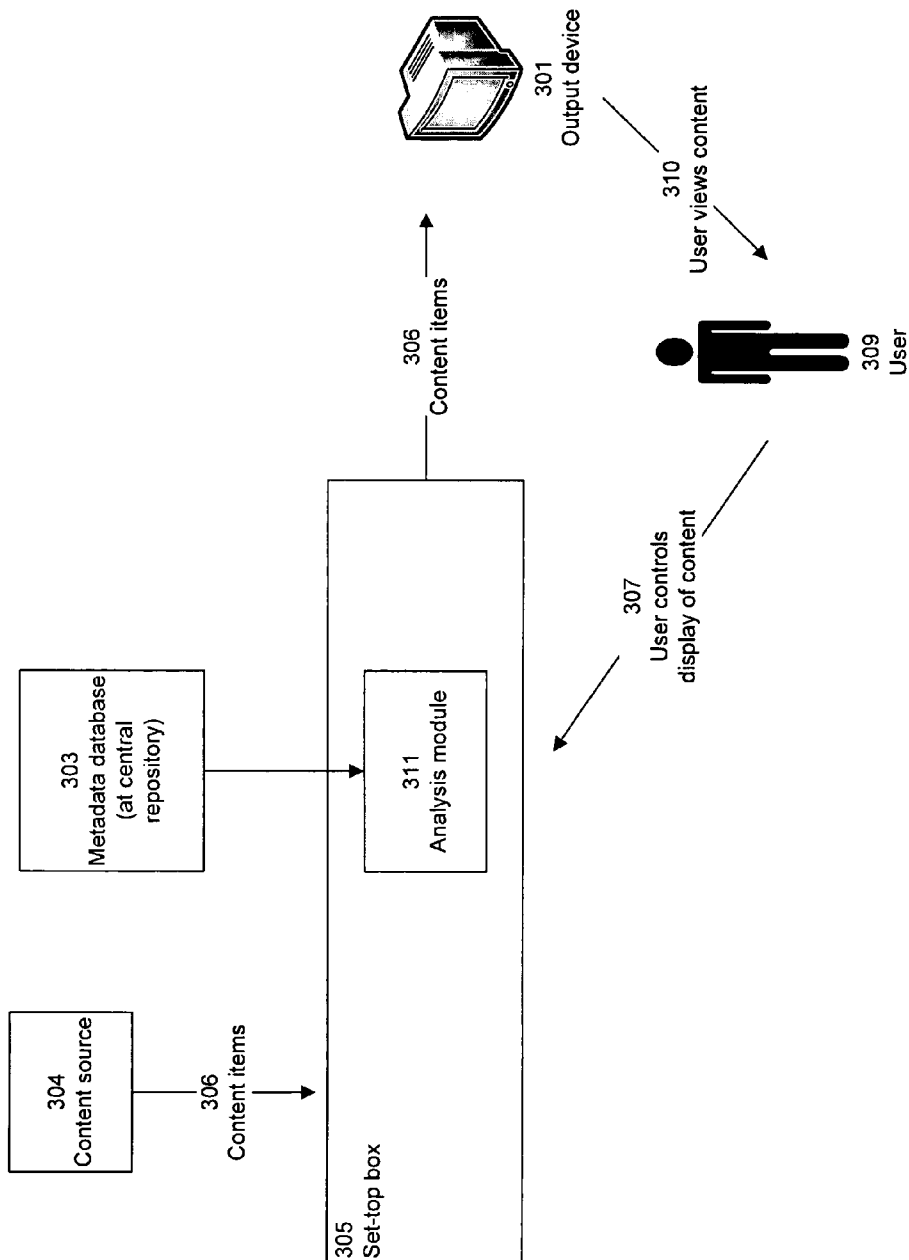 304
Content source
303
Metadata database
(at central
repository)
306
Content items
305
Set-top box
311
Analysis module
306
Content items
301
Output device
307
User controls
display of content
310
User views content
309
User